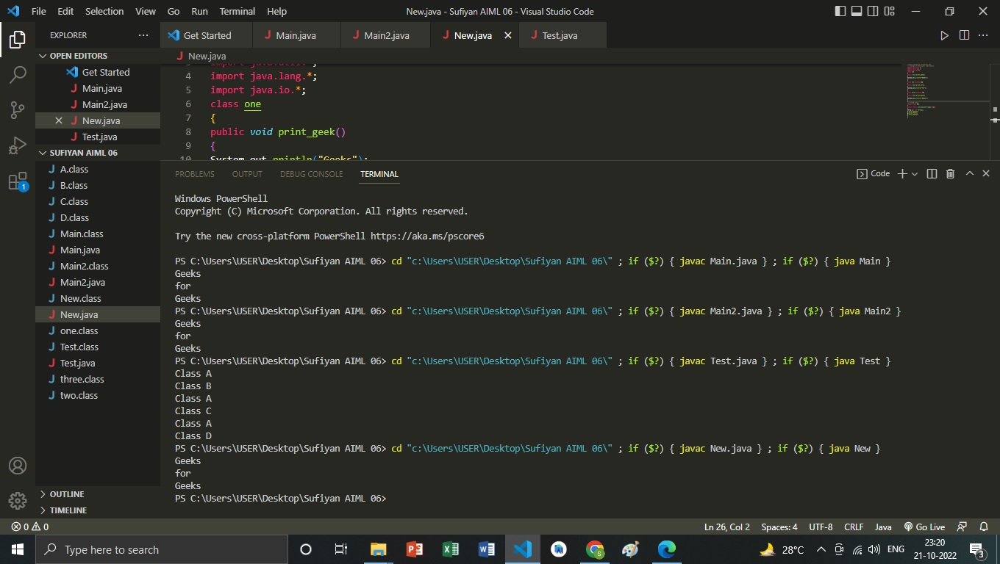 File Edit Selection View Go Run Terminal Help
New.java - Sufiyan AIML 06 - Visual Studio Code
EXPLORER
OPEN EDITORS
Get Started
Main.java
Main2.java
New.java
Test.java
SUFIYAN AIML 06
A.class
B.class
C.class
D.class
Main.class
Main.java
Main2.class
Main2.java
New.class
New.java
one.class
Test.class
Test.java
three.class
two.class
OUTLINE
TIMELINE
1
Get Started Main.java Main2.java New.java Test.java
New.java
4 import java.lang.*;
5 import java.io.*;
6 class one
7 {
8 public void print_geek()
9 {
10 System.out.println("Geeks");
PROBLEMS OUTPUT DEBUG CONSOLE TERMINAL
Code
Windows PowerShell
Copyright (C) Microsoft Corporation. All rights reserved.
Try the new cross-platform PowerShell https://aka.ms/pscore6
PS C:\Users\USER\Desktop\Sufiyan AIML 06> cd "c:\Users\USER\Desktop\Sufiyan AIML 06\" ; if ($?) { javac Main.java } ; if ($?) { java Main }
Geeks
for
Geeks
PS C:\Users\USER\Desktop\Sufiyan AIML 06> cd "c:\Users\USER\Desktop\Sufiyan AIML 06\" ; if ($?) { javac Main2.java } ; if ($?) { java Main2 }
Geeks
for
Geeks
PS C:\Users\USER\Desktop\Sufiyan AIML 06> cd "c:\Users\USER\Desktop\Sufiyan AIML 06\" ; if ($?) { javac Test.java } ; if ($?) { java Test }
Class A
Class B
Class A
Class C
Class A
Class D
PS C:\Users\USER\Desktop\Sufiyan AIML 06> cd "c:\Users\USER\Desktop\Sufiyan AIML 06\" ; if ($?) { javac New.java } ; if ($?) { java New }
Geeks
for
Geeks
PS C:\Users\USER\Desktop\Sufiyan AIML 06>
0 0
Ln 26, Col 2 Spaces: 4 UTF-8 CRLF Java Go Live
Type here to search
28°C ENG
23:20
21-10-2022
3